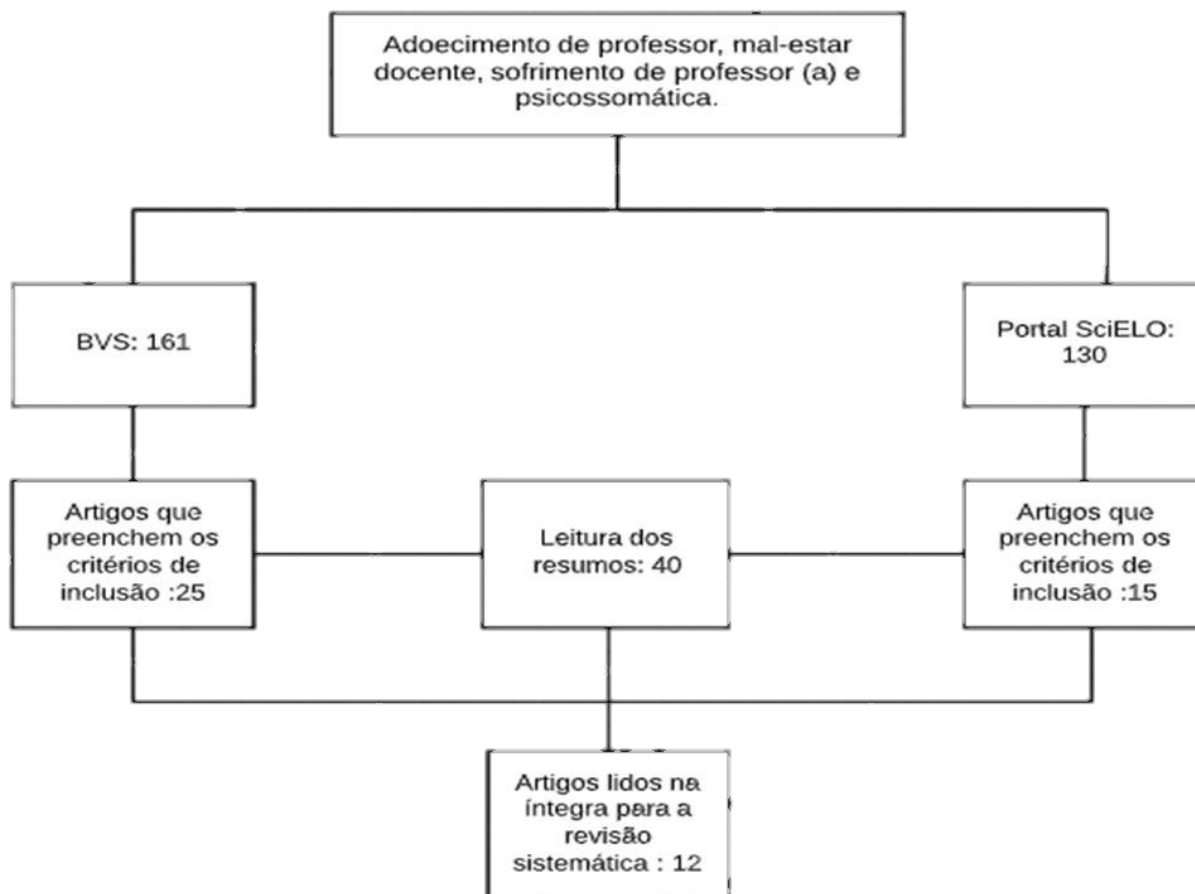 Adoecimento de professor, mal-estar
docente, sofrimento de professor (a) e
psicossomática.
BVS: 161
Portal SciELO:
130
Artigos que
preenchem os
critérios de
inclusão :25
Leitura dos
resumos: 40
Artigos que
preenchem os
critérios de
inclusão :15
Artigos lidos na
íntegra para a
revisão
sistemática : 12